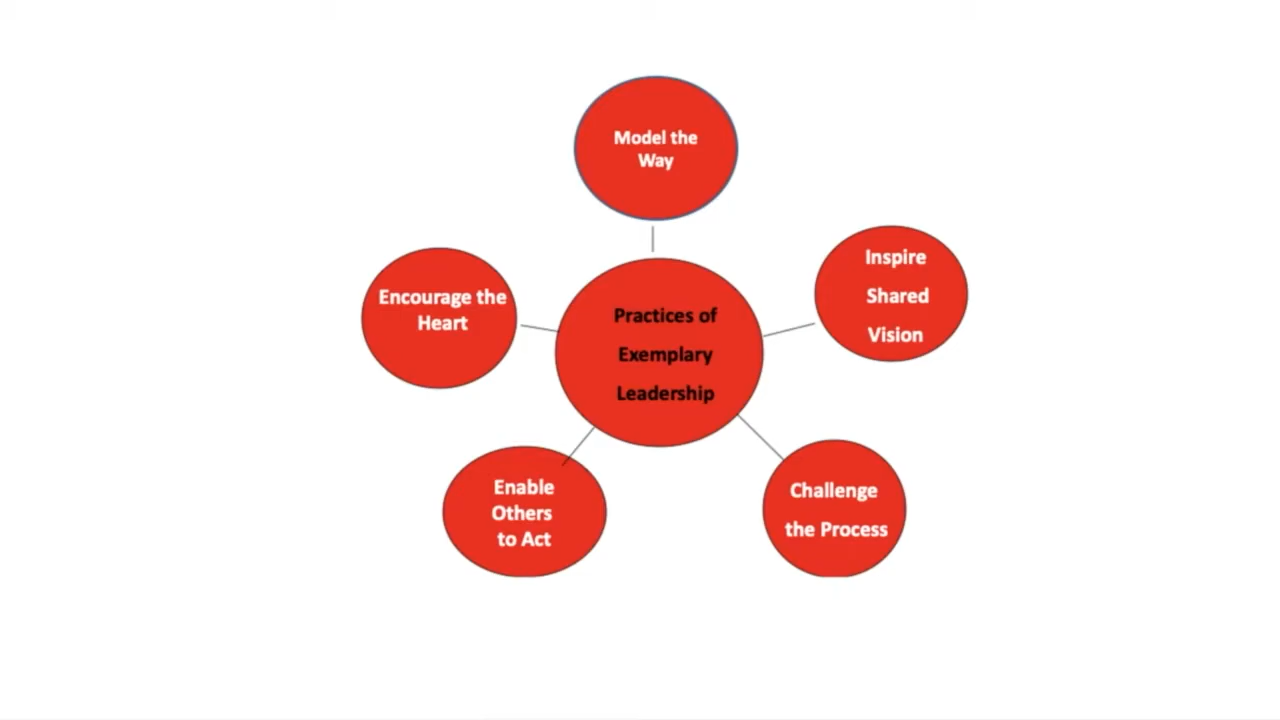 Model the
Way
Inspire
Shared
Vision
Encourage the
Heart
Practices of
Exemplary
Leadership
Enable
Others
to Act
Challenge
the Process